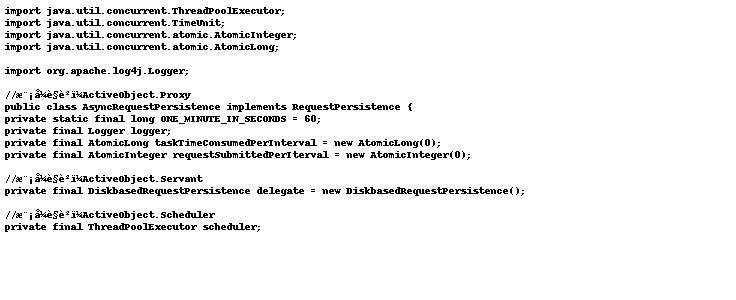 import java.util.concurrent.ThreadPoolExecutor;
import java.util.concurrent.TimeUnit;
import java.util.concurrent.atomic.AtomicInteger;
import java.util.concurrent.atomic.AtomicLong;
import org.apache.log4j.Logger;
//æ¨¡å¼è§è²ï¼ActiveObject.Proxy
public class AsyncRequestPersistence implements RequestPersistence {
private static final long ONE_MINUTE_IN_SECONDS = 60;
private final Logger logger;
private final AtomicLong taskTimeConsumedPerInterval = new AtomicLong(0);
private final AtomicInteger requestSubmittedPerIterval = new AtomicInteger(0);
//æ¨¡å¼è§è²ï¼ActiveObject.Servant
private final DiskbasedRequestPersistence delegate = new DiskbasedRequestPersistence();
//æ¨¡å¼è§è²ï¼ActiveObject.Scheduler
private final ThreadPoolExecutor scheduler;